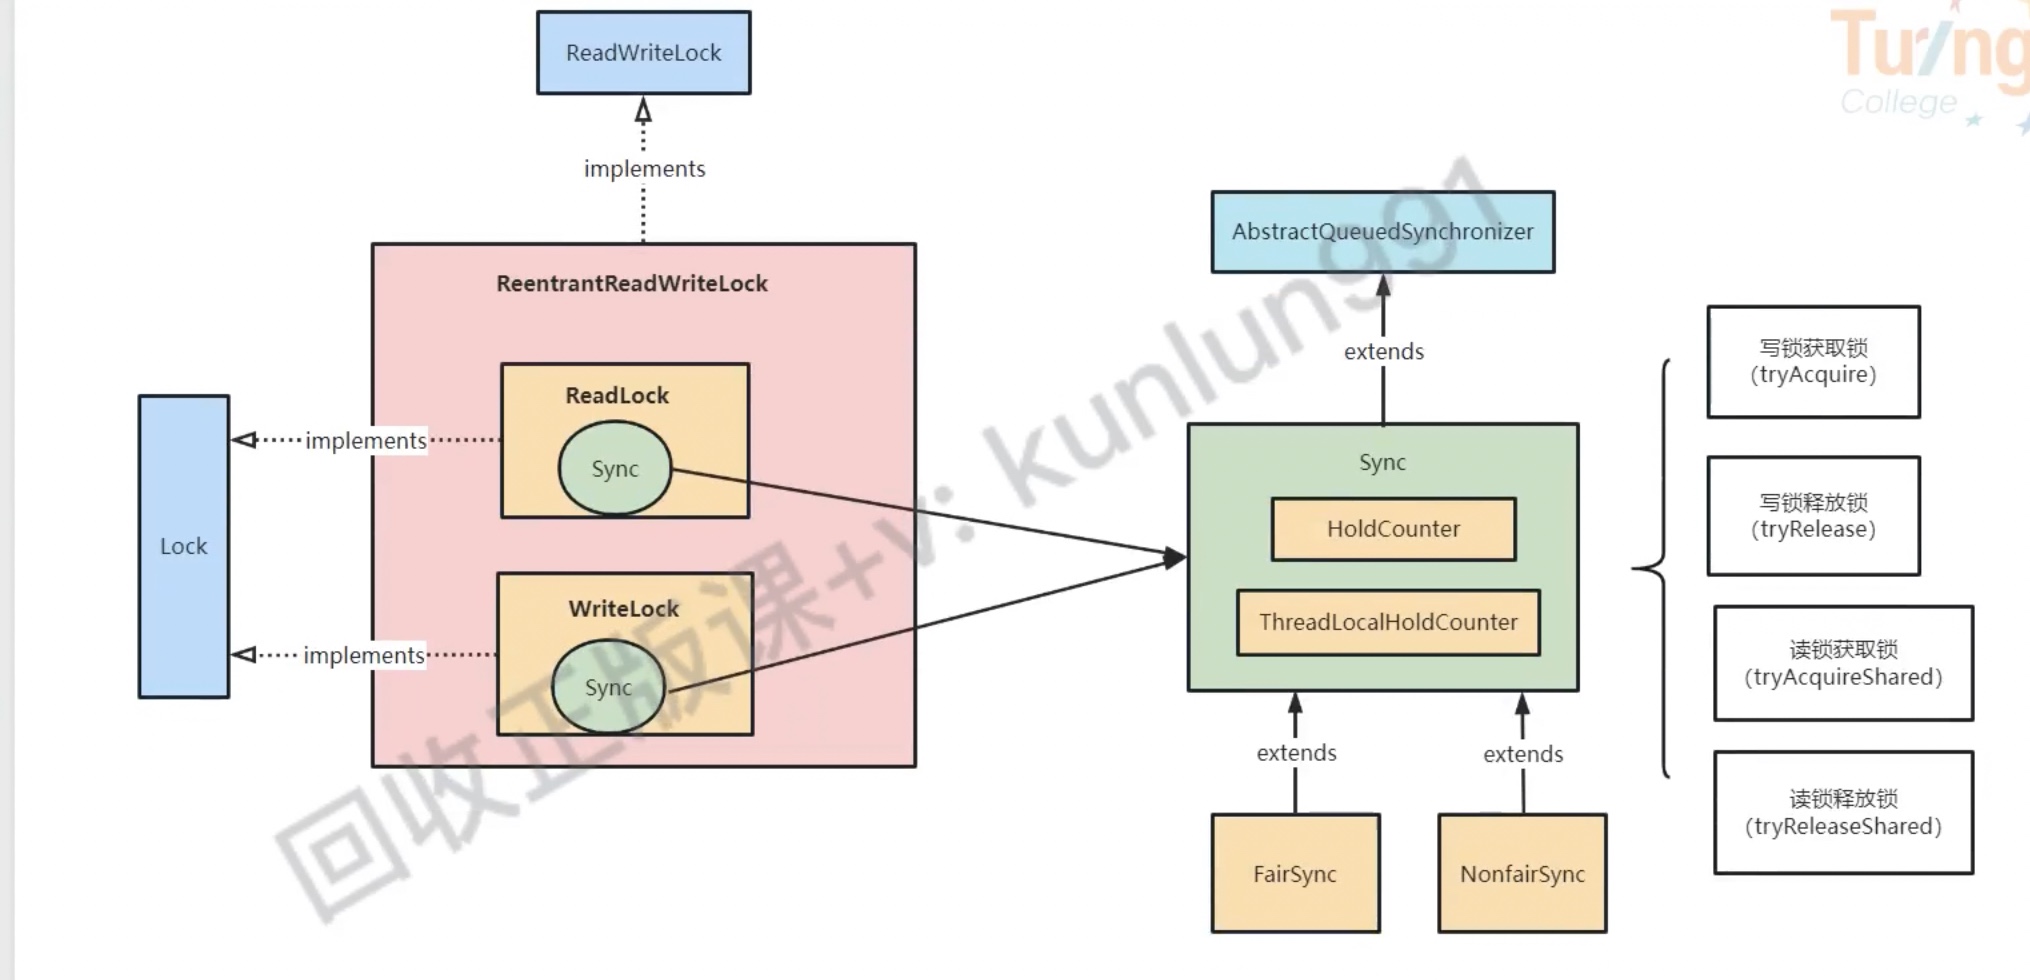 Turing
College
ReadWriteLock
implements
ReentrantReadWriteLock
ReadLock
Sync
implements
Lock
WriteLock
Sync
implements
AbstractQueuedSynchronizer
extends
Sync
HoldCounter
ThreadLocalHoldCounter
extends
extends
FairSync
NonfairSync
写锁获取锁
(tryAcquire)
写锁释放锁
(tryRelease)
读锁获取锁
(tryAcquireShared)
读锁释放锁
(tryReleaseShared)
回收正版课+v: kunlun991